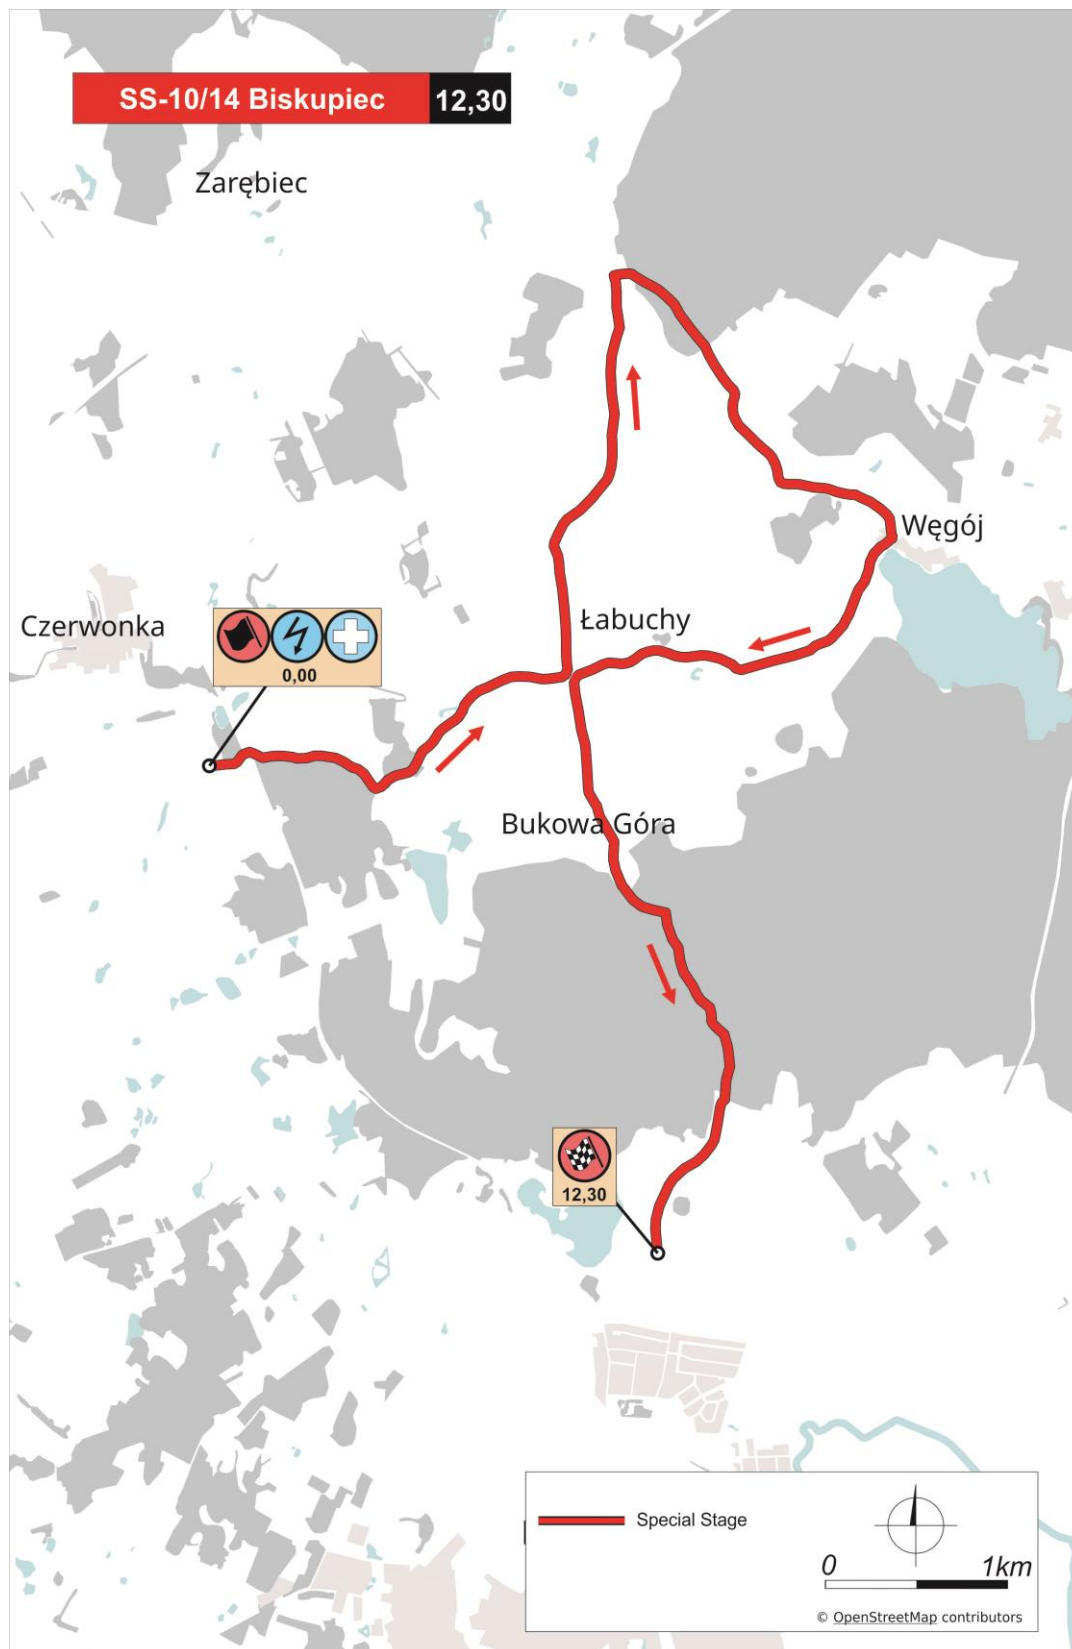 SS-10/14 Biskupiec 12,30
Zarębiec
Węgój
Łabuchy
Czerwonka
0,00
Bukowa Góra
12,30
Special Stage
0 1km
© OpenStreetMap contributors